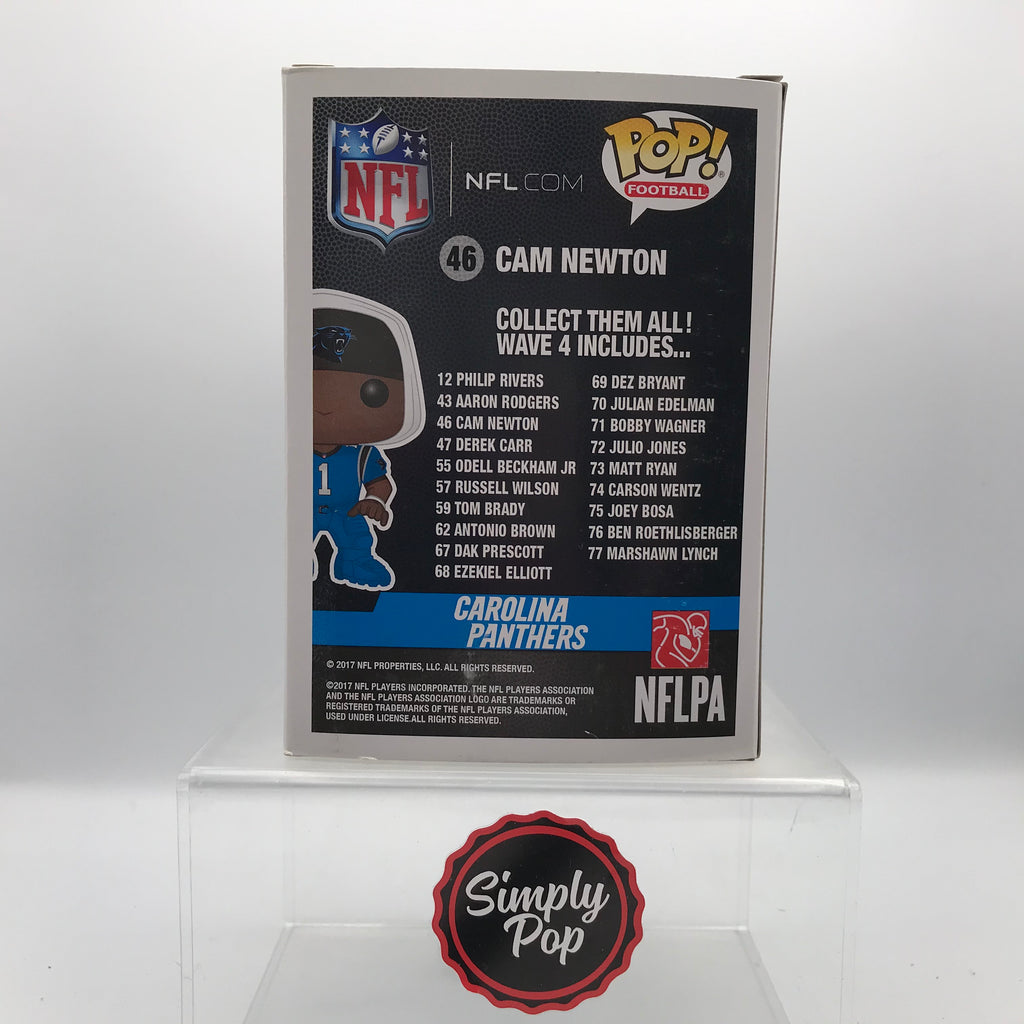 NFL
NFL.COM
POP!
®
FOOTBALL
46 CAM NEWTON
COLLECT THEM ALL!
WAVE 4 INCLUDES...
12 PHILIP RIVERS
43 AARON RODGERS
46 CAM NEWTON
47 DEREK CARR
55 ODELL BECKHAM JR
57 RUSSELL WILSON
59 TOM BRADY
62 ANTONIO BROWN
67 DAK PRESCOTT
68 EZEKIEL ELLIOTT
69 DEZ BRYANT
70 JULIAN EDELMAN
71 BOBBY WAGNER
72 JULIO JONES
73 MATT RYAN
74 CARSON WENTZ
75 JOEY BOSA
76 BEN ROETHLISBERGER
77 MARSHAWN LYNCH
1
CAROLINA
PANTHERS
© 2017 NFL PROPERTIES, LLC. ALL RIGHTS RESERVED.
©2017 NFL PLAYERS INCORPORATED. THE NFL PLAYERS ASSOCIATION
AND THE NFL PLAYERS ASSOCIATION LOGO ARE TRADEMARKS OR
REGISTERED TRADEMARKS OF THE NFL PLAYERS ASSOCIATION,
USED UNDER LICENSE.ALL RIGHTS RESERVED.
NFLPA
Simply
Pop